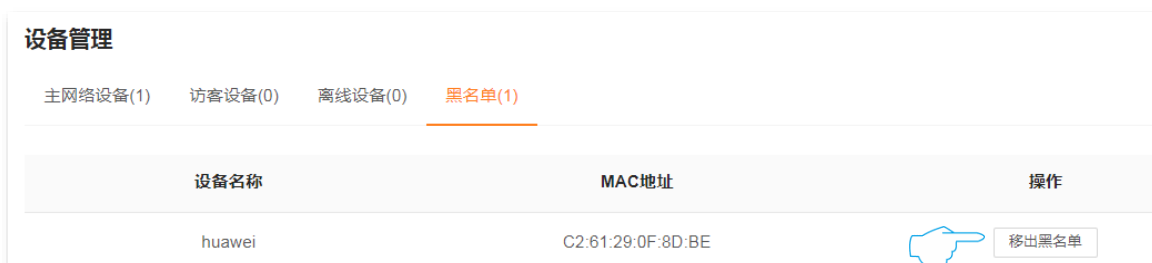 设备管理
主网络设备(1) 访客设备(0) 离线设备(0) 黑名单(1)
设备名称 MAC地址 操作
huawei C2:61:29:0F:8D:BE 移出黑名单